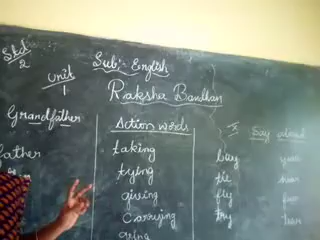 Std
2
Sub:- English
Unit
1
Raksha Bandhan
Grandfather
father
Action words
taking
tying
giving
Carrying
buy
tie
fly
try
Say aloud